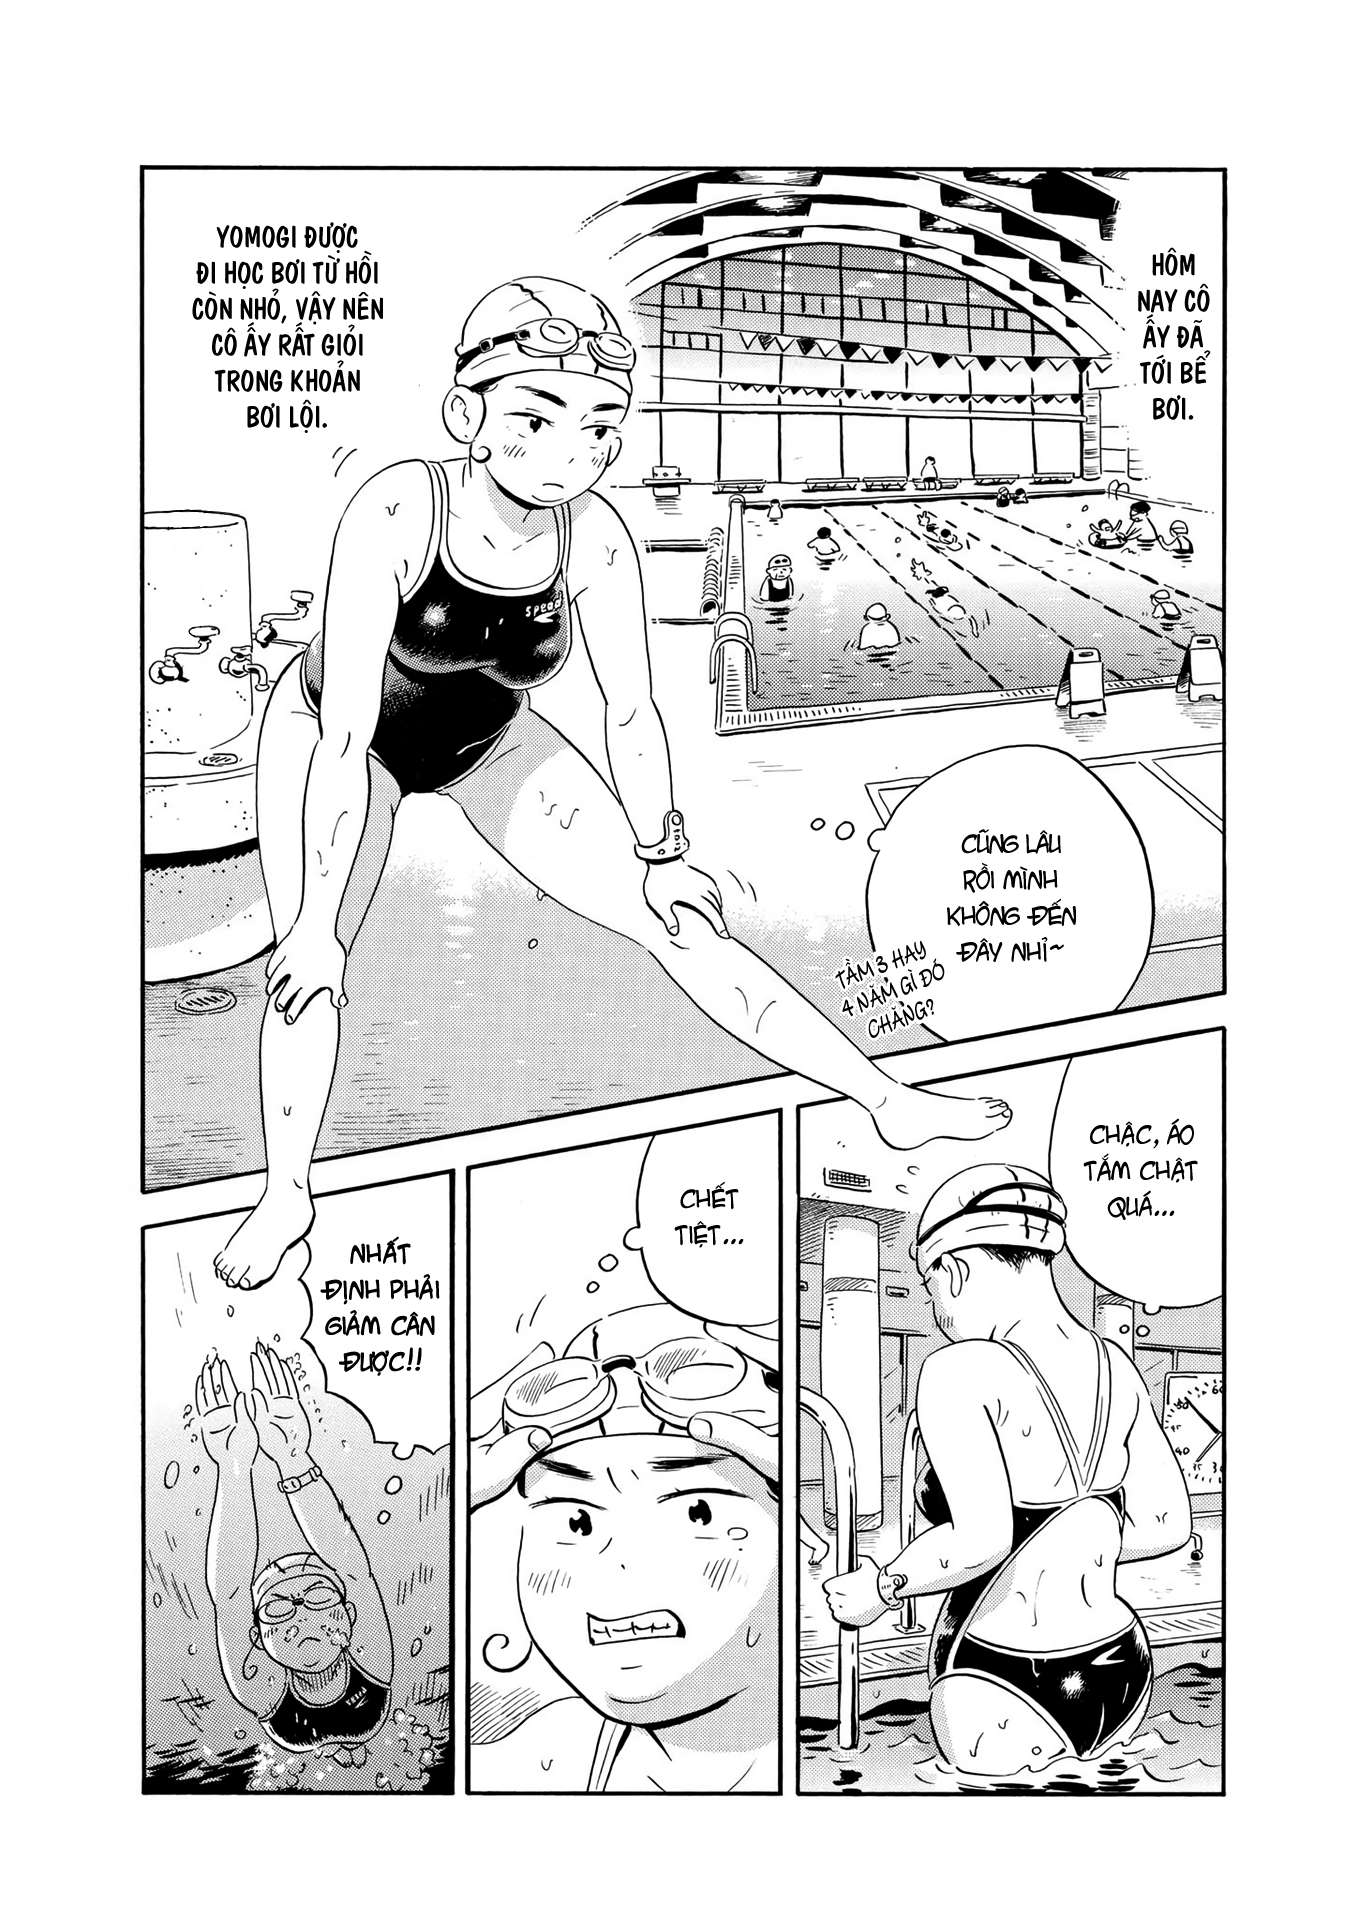 HÔM
NAY CÔ
ẤY ĐÃ
TỚI BỂ
BƠI.
YOMOGI ĐƯỢC
ĐI HỌC BƠI TỪ HỒI
CÒN NHỎ, VẬY NÊN
CÔ ẤY RẤT GIỎI
TRONG KHOẢN
BƠI LỘI.
CŨNG LÂU
RỒI MÌNH
KHÔNG ĐẾN
ĐÂY NHỈ~
TẦM 3 HAY
4 NĂM GÌ ĐÓ
CHĂNG?
CHẬC, ÁO
TẮM CHẬT
QUÁ...
CHẾT
TIỆT...
NHẤT
ĐỊNH PHẢI
GIẢM CÂN
ĐƯỢC!!